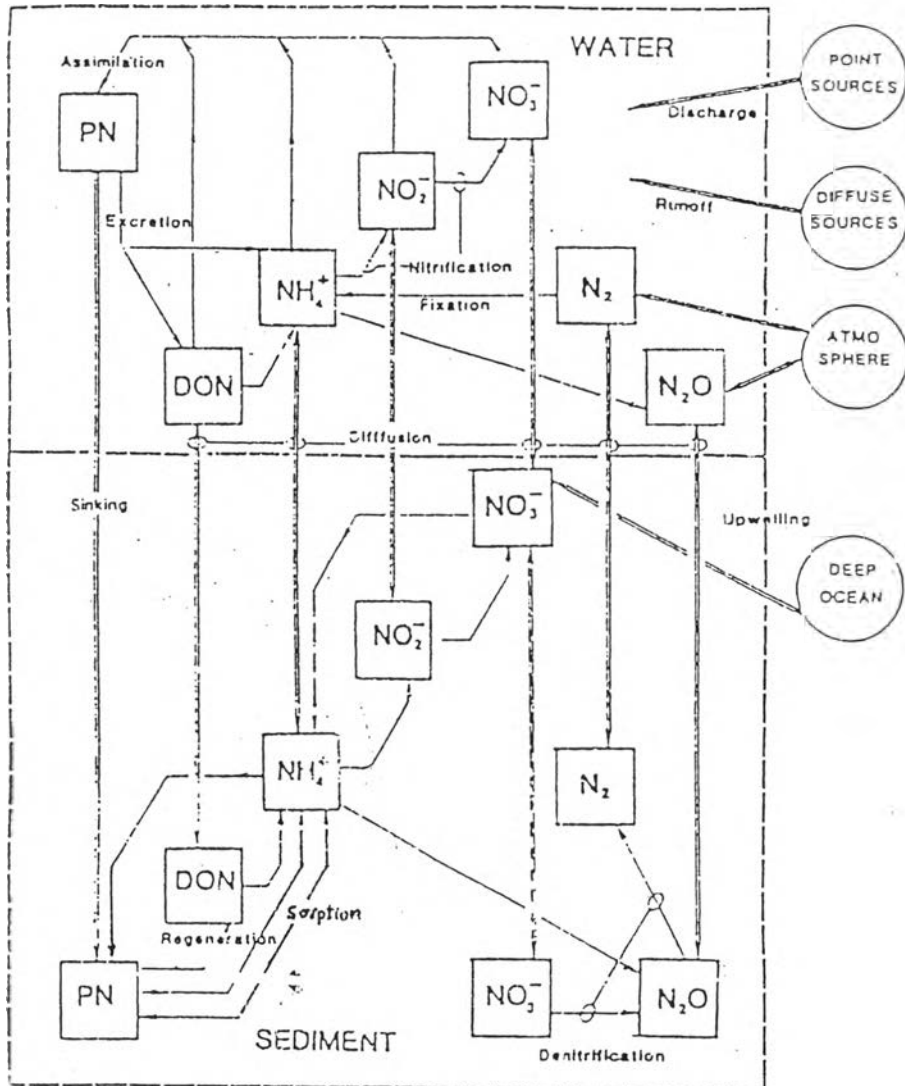 WATER
POINT
SOURCES
Assimilation
NO₃⁻
PN
Discharge
NO₂⁻
DIFFUSE
SOURCES
Excretion
Runoff
Nitrification
NH₄⁺
Fixation
N₂
ATMO
SPHERE
DON
N₂O
Difffusion
Sinking
NO₃⁻
Upwelling
DEEP
OCEAN
NO₂⁻
NH₄⁺
N₂
DON
Sorption
Regeneration
PN
NO₃⁻
N₂O
SEDIMENT
Denitrification